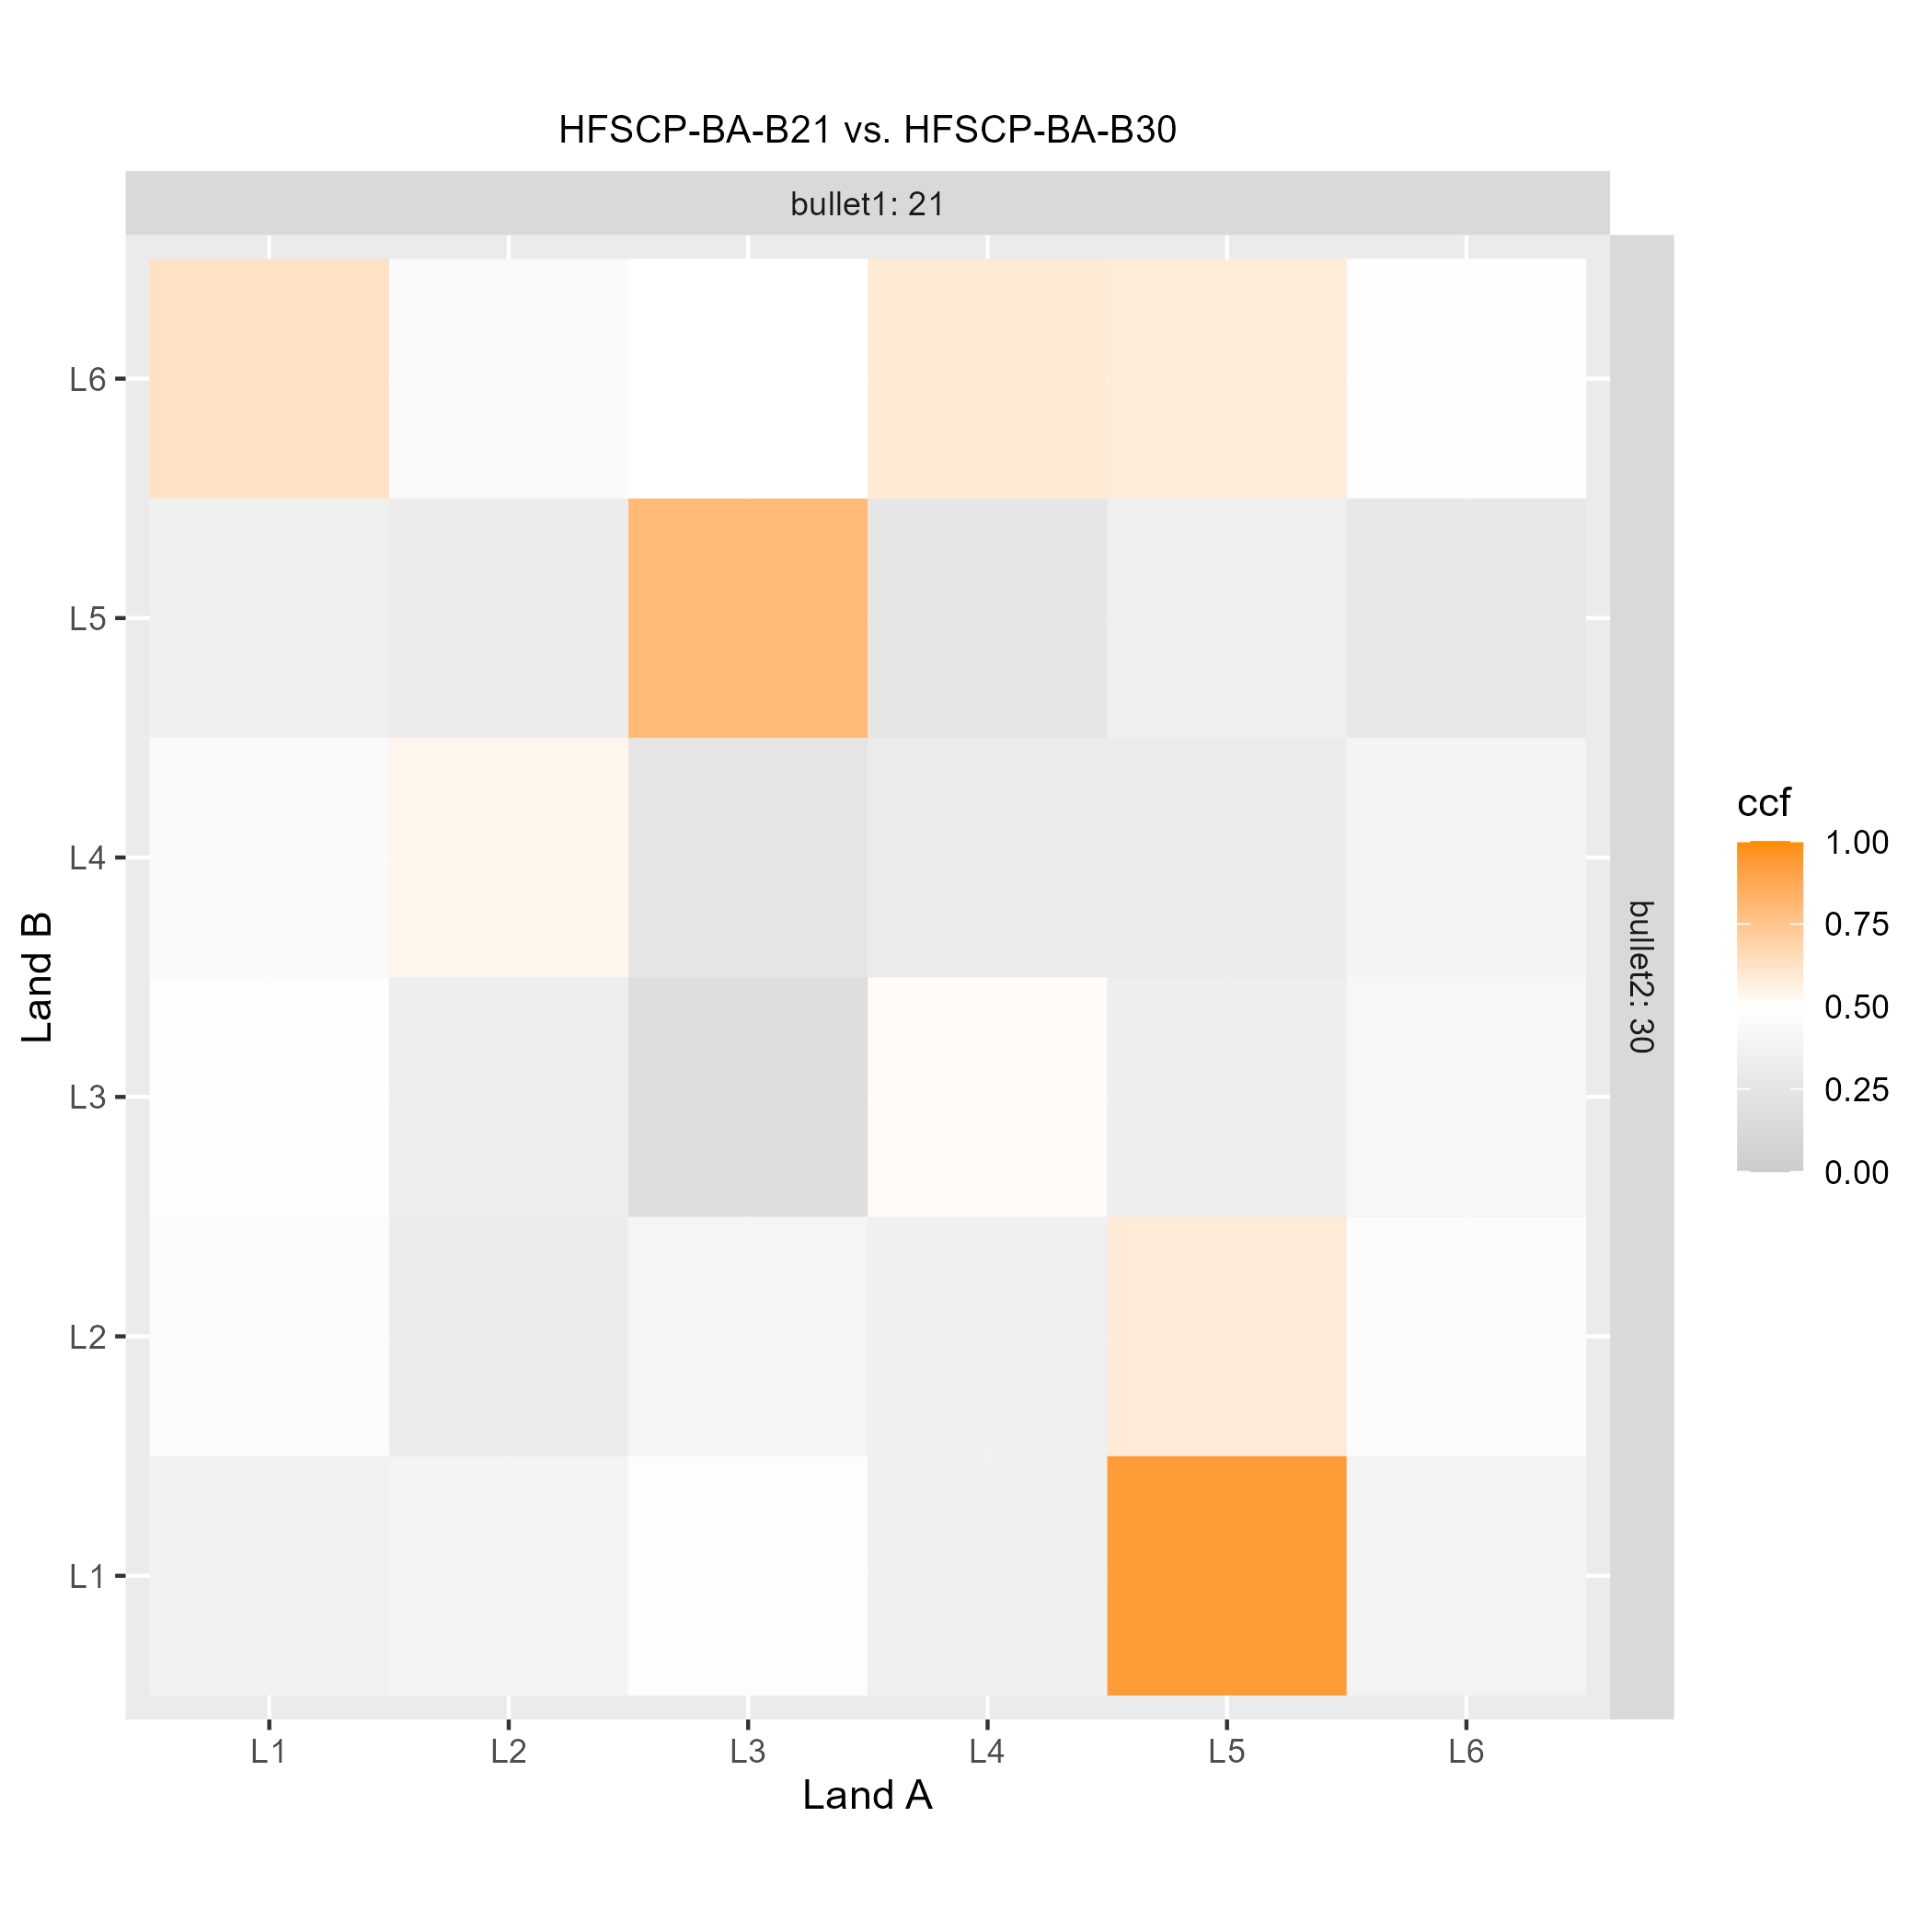 HFSCP-BA-B21 vs. HFSCP-BA-B30
bullet1: 21
L6
L5
L4
L3
L2
L1
Land B
L1 L2 L3 L4 L5 L6
Land A
bullet2: 30
ccf
1.00
0.75
0.50
0.25
0.00